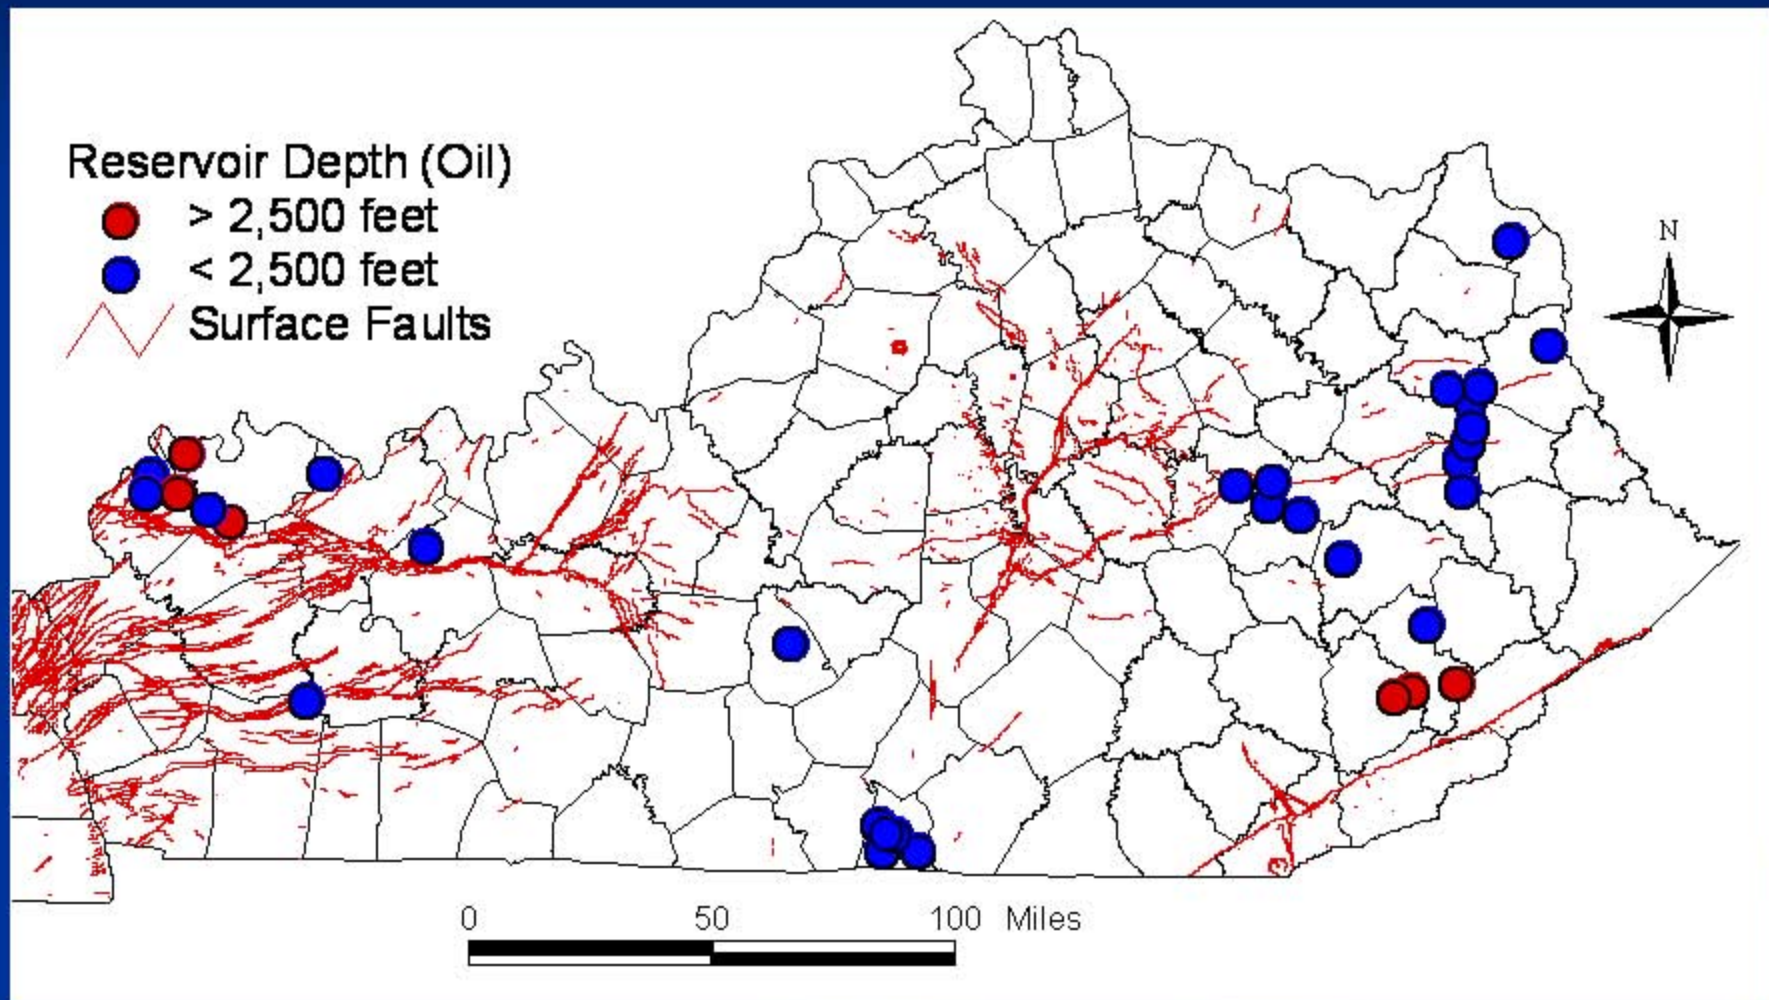 Reservoir Depth (Oil)
> 2,500 feet
< 2,500 feet
Surface Faults
N
0 50 100 Miles